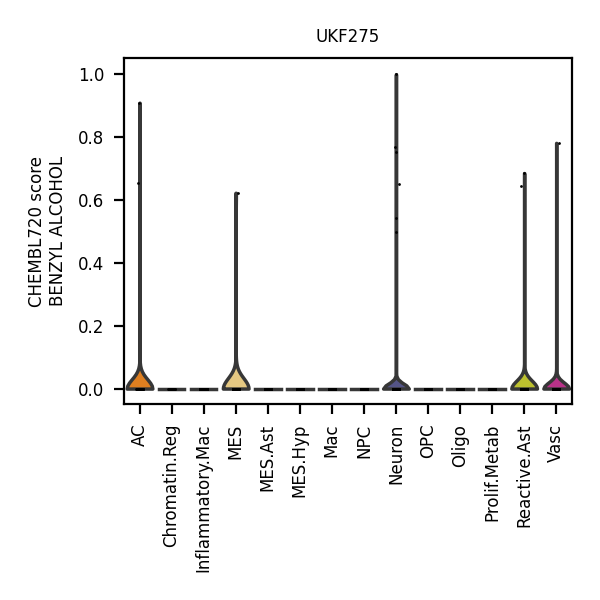 UKF275
CHEMBL720 score
BENZYL ALCOHOL
1.0
0.8
0.6
0.4
0.2
0.0
AC
Chromatin.Reg
Inflammatory.Mac
MES
MES.Ast
MES.Hyp
Mac
NPC
Neuron
OPC
Oligo
Prolif.Metab
Reactive.Ast
Vasc